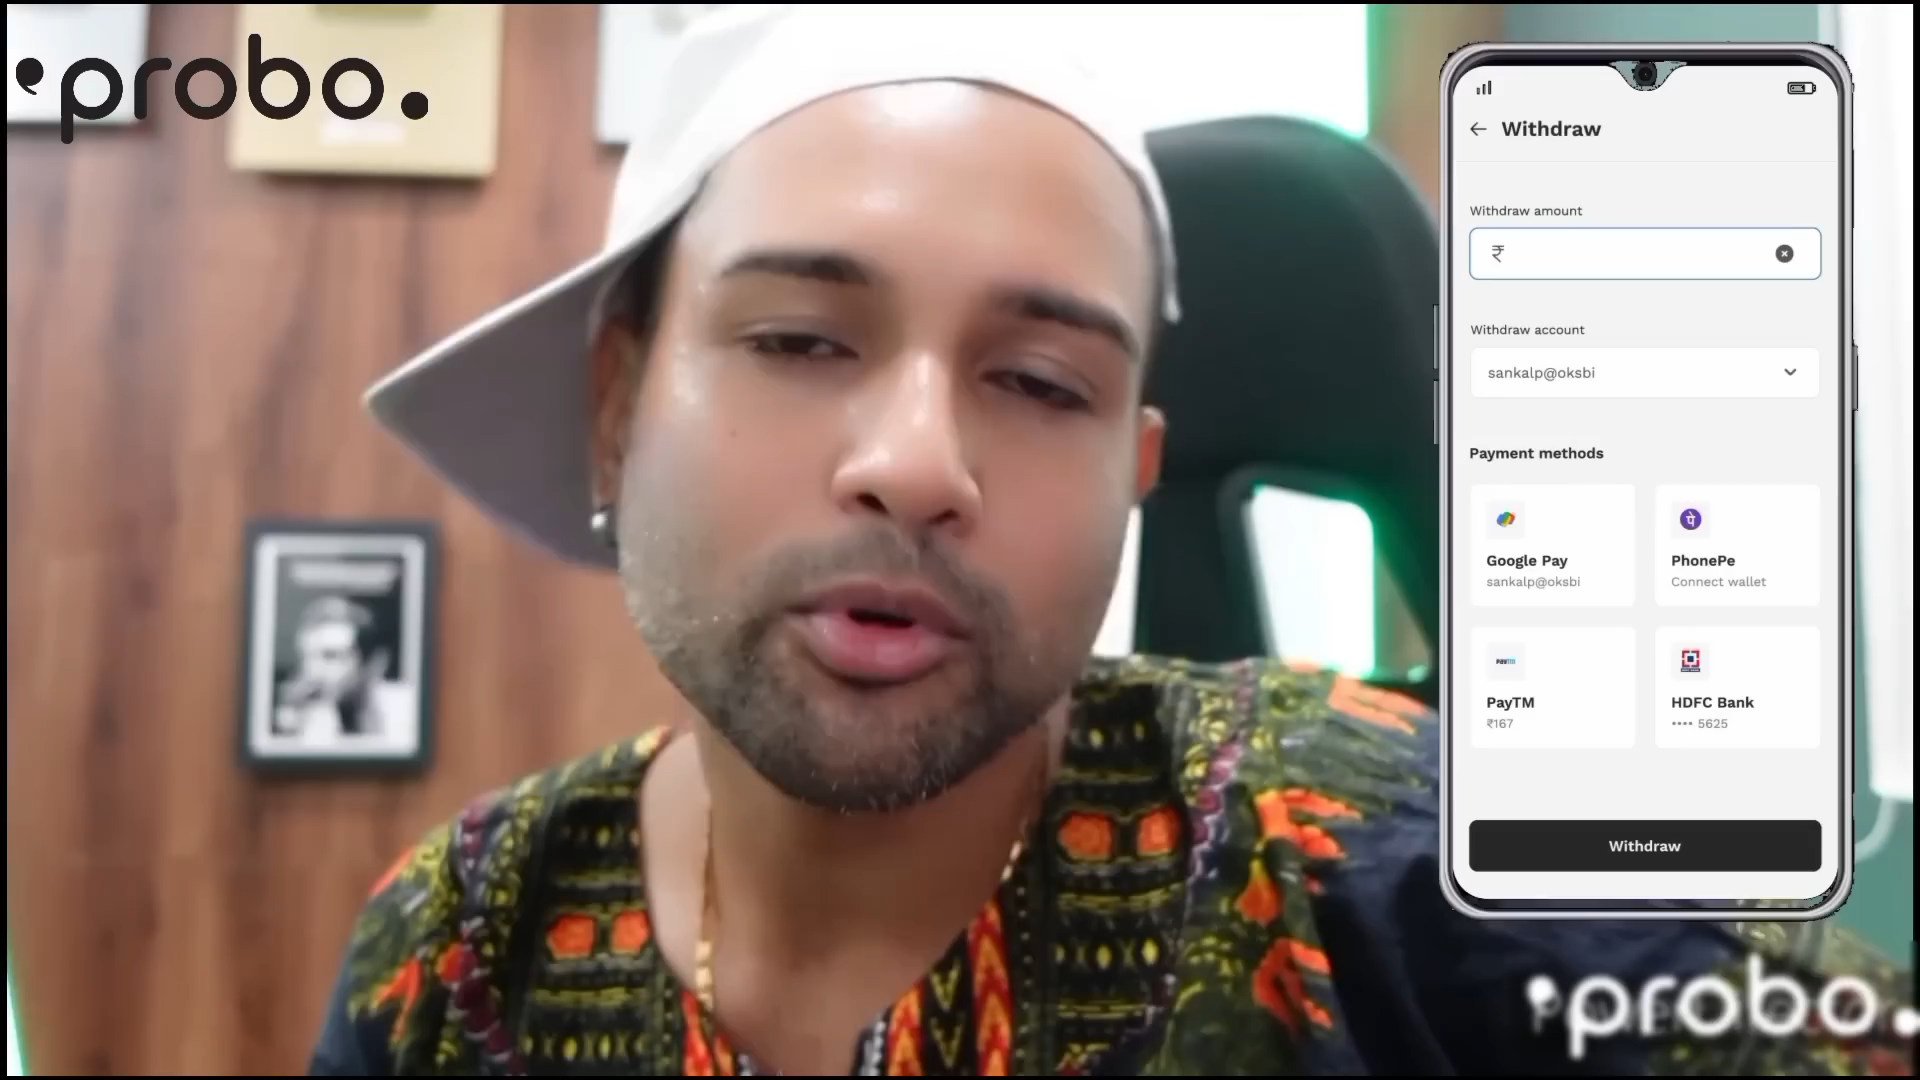 probo.
Withdraw
Withdraw amount
₹
Withdraw account
sankalp@oksbi
Payment methods
Google Pay
sankalp@oksbi
PhonePe
Connect wallet
PayTM
₹167
HDFC Bank
•••• 5625
Withdraw
probo.